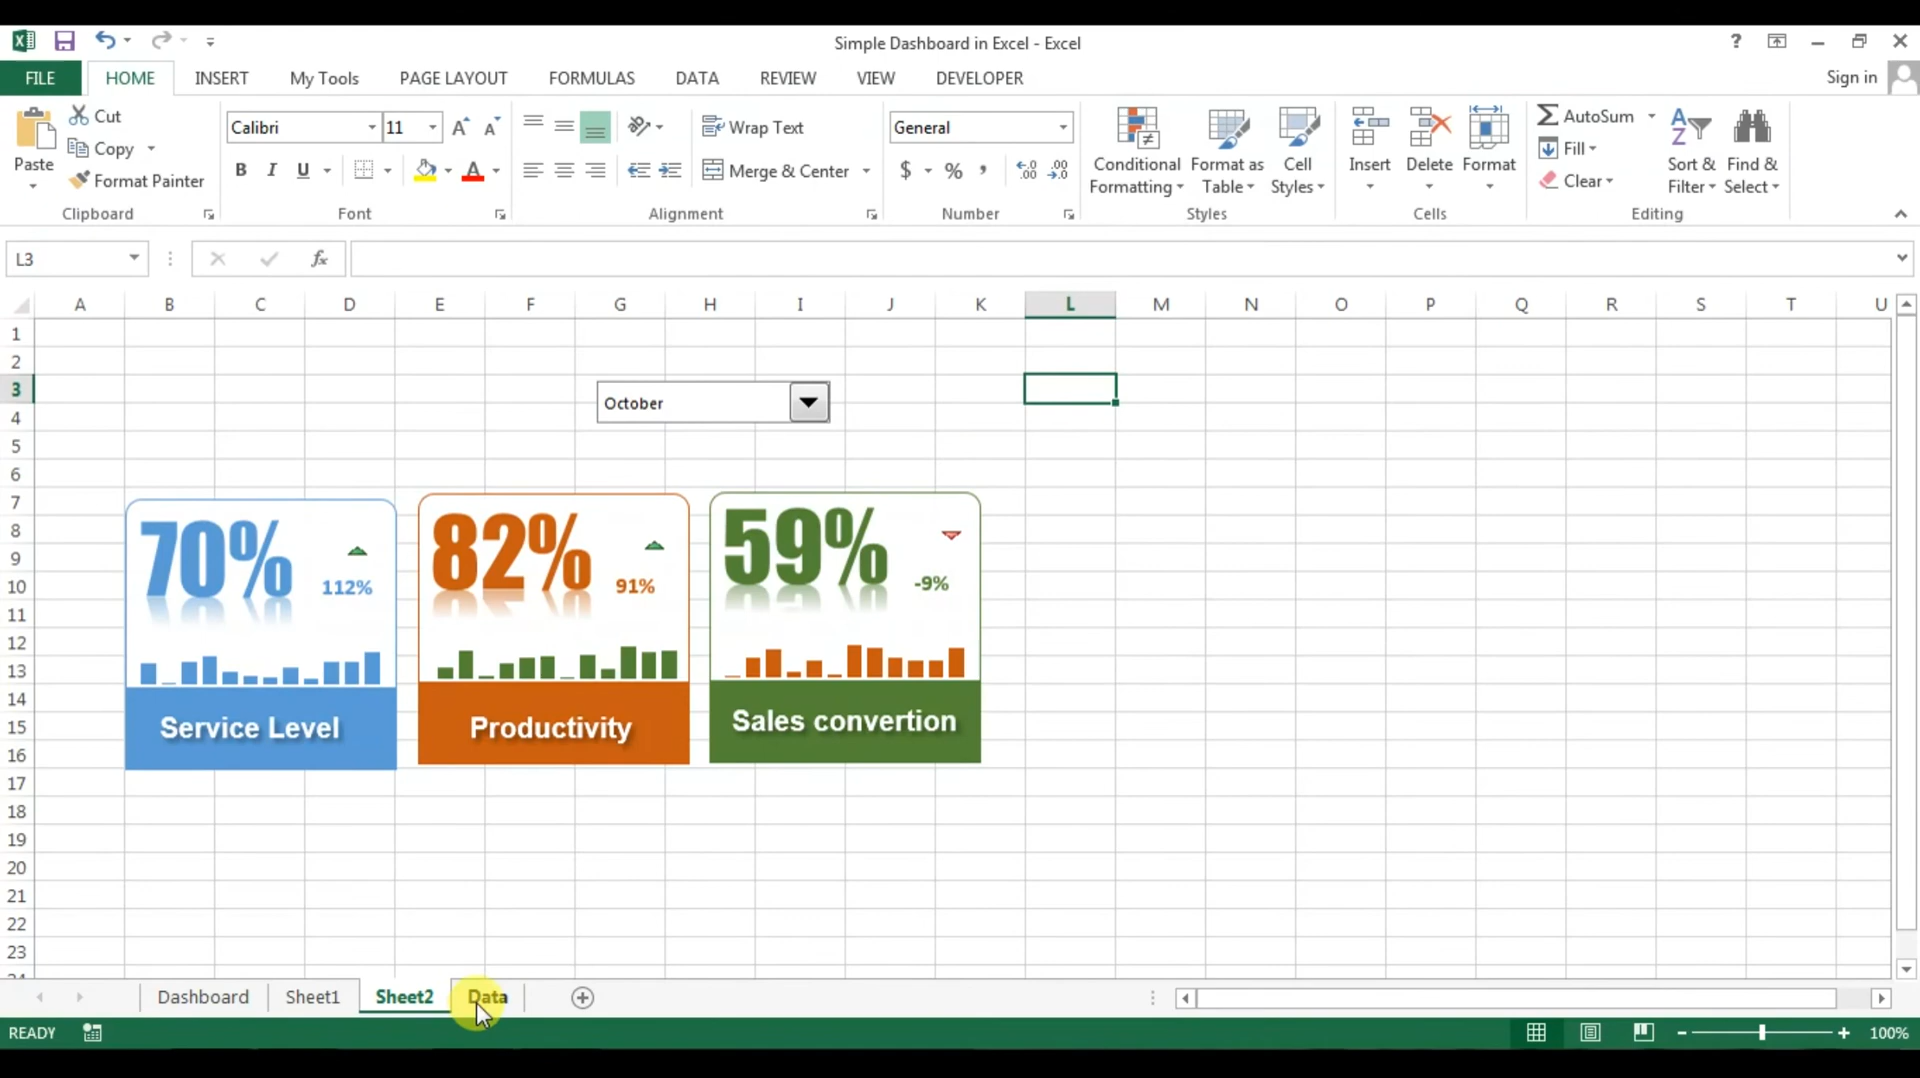 Simple Dashboard in Excel - Excel
?
FILE HOME INSERT My Tools PAGE LAYOUT FORMULAS DATA REVIEW VIEW DEVELOPER Sign in
Paste
Cut
Copy
Format Painter
Clipboard
Calibri 11
B I U A
Font
Wrap Text
Merge & Center
Alignment
General
$ % ,
Number
Conditional Formatting
Format as Table
Cell Styles
Styles
Insert
Delete
Format
Cells
AutoSum
Fill
Clear
Sort & Filter
Find & Select
Editing
L3 fx
A B C D E F G H I J K L M N O P Q R S T U
1
2
3
4
5
6
7
8
9
10
11
12
13
14
15
16
17
18
19
20
21
22
23
October
70%
112%
Service Level
82%
91%
Productivity
59%
-9%
Sales convertion
Dashboard Sheet1 Sheet2 Data
READY 100%